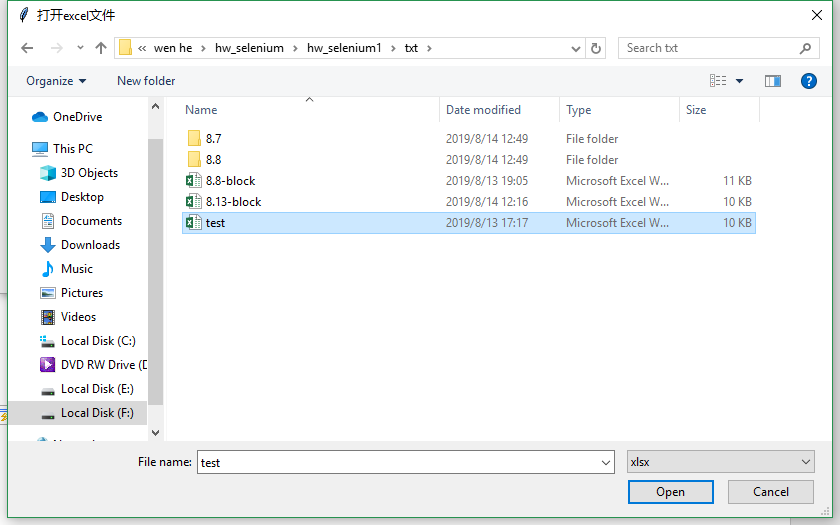 打开excel文件
« wen he › hw_selenium › hw_selenium1 › txt ›
Search txt
Organize New folder
Name Date modified Type Size
OneDrive
This PC
3D Objects
Desktop
Documents
Downloads
Music
Pictures
Videos
Local Disk (C:)
DVD RW Drive (D
Local Disk (E:)
Local Disk (F:)
8.7 2019/8/14 12:49 File folder
8.8 2019/8/14 12:49 File folder
8.8-block 2019/8/13 19:05 Microsoft Excel W... 11 KB
8.13-block 2019/8/14 12:16 Microsoft Excel W... 10 KB
test 2019/8/13 17:17 Microsoft Excel W... 10 KB
File name: test xlsx
Open Cancel